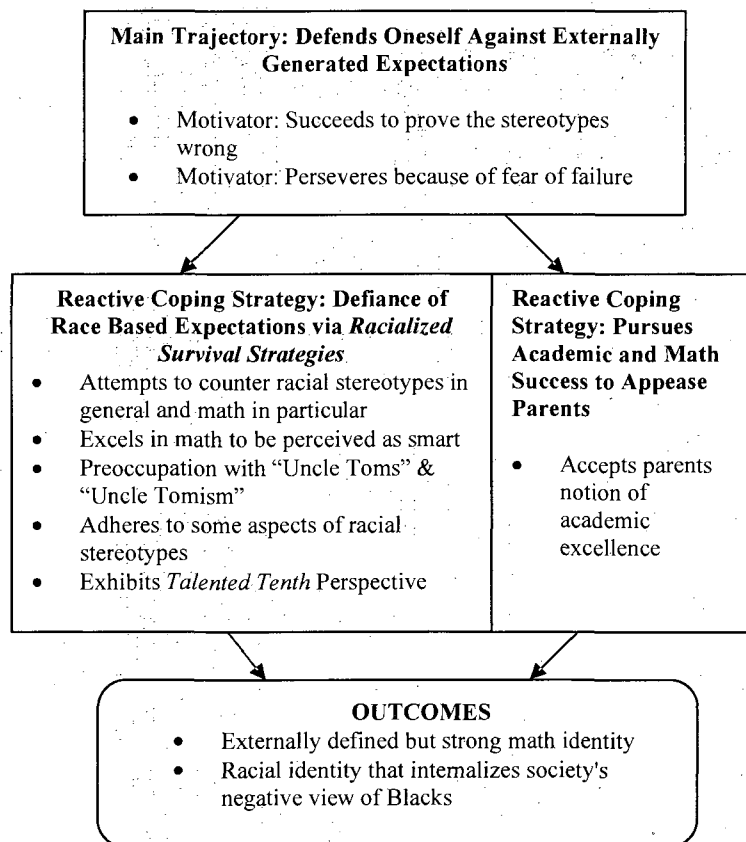 Main Trajectory: Defends Oneself Against Externally
Generated Expectations
• Motivator: Succeeds to prove the stereotypes
wrong
• Motivator: Perseveres because of fear of failure
Reactive Coping Strategy: Defiance of
Race Based Expectations via Racialized
Survival Strategies
• Attempts to counter racial stereotypes in
general and math in particular
• Excels in math to be perceived as smart
• Preoccupation with “Uncle Toms” &
“Uncle Tomism”
• Adheres to some aspects of racial
stereotypes
• Exhibits Talented Tenth Perspective
Reactive Coping
Strategy: Pursues
Academic and Math
Success to Appease
Parents
• Accepts parents
notion of
academic
excellence
OUTCOMES
• Externally defined but strong math identity
• Racial identity that internalizes society's
negative view of Blacks